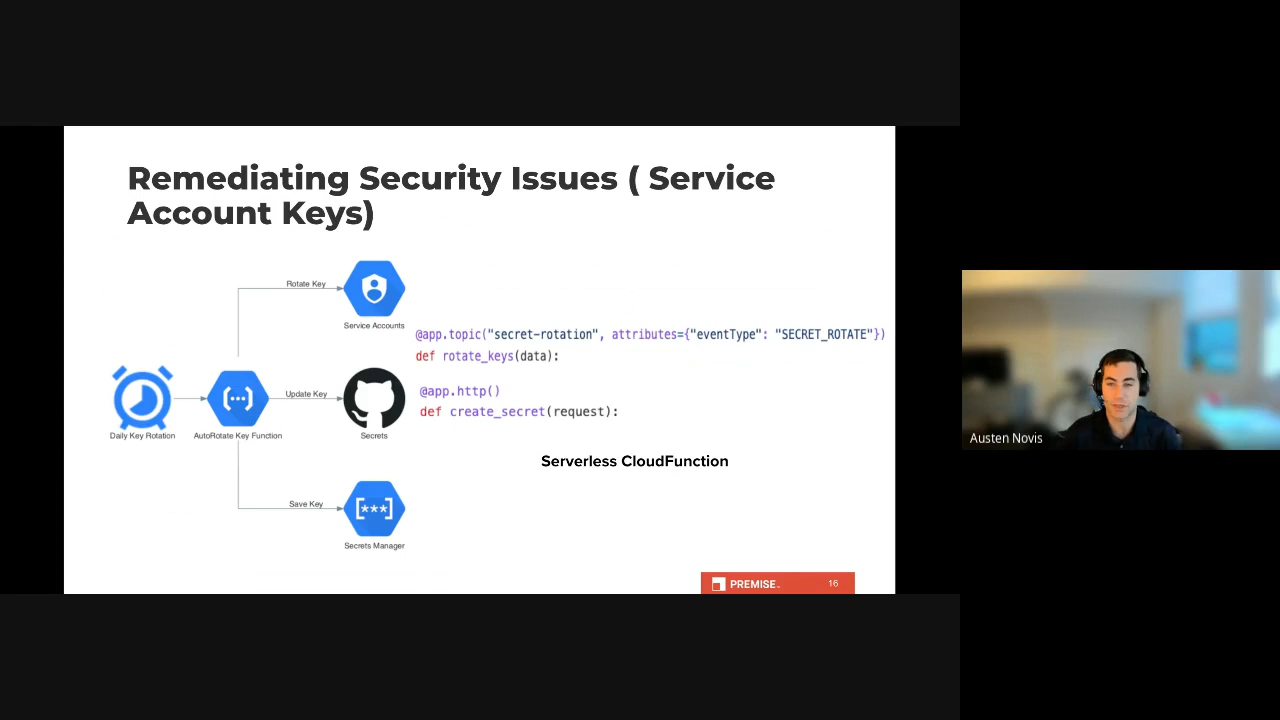 Remediating Security Issues ( Service
Account Keys)
Rotate Key
Service Accounts
@app.topic("secret-rotation", attributes={"eventType": "SECRET_ROTATE"})
def rotate_keys(data):
@app.http()
def create_secret(request):
Update Key
Daily Key Rotation
AutoRotate Key Function
Secrets
Serverless CloudFunction
Save Key
[***]
Secrets Manager
PREMISE
16
Austen Novis